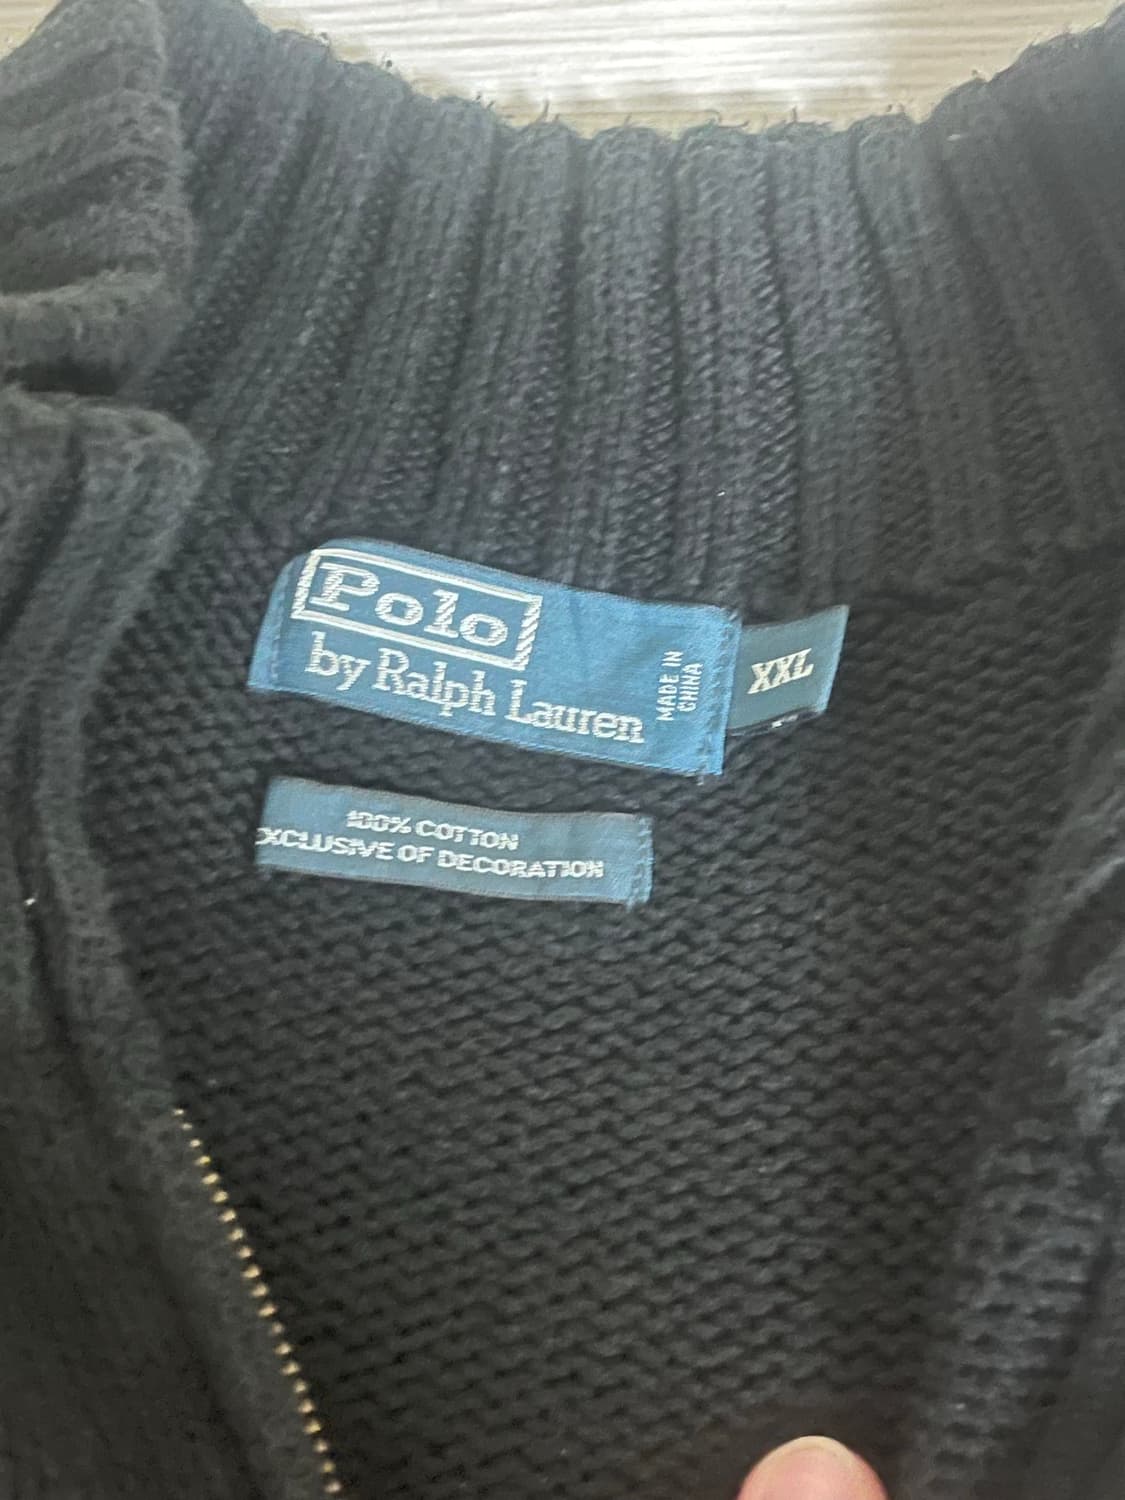 Polo
by Ralph Lauren
MADE IN
CHINA
XXL
100% COTTON
EXCLUSIVE OF DECORATION